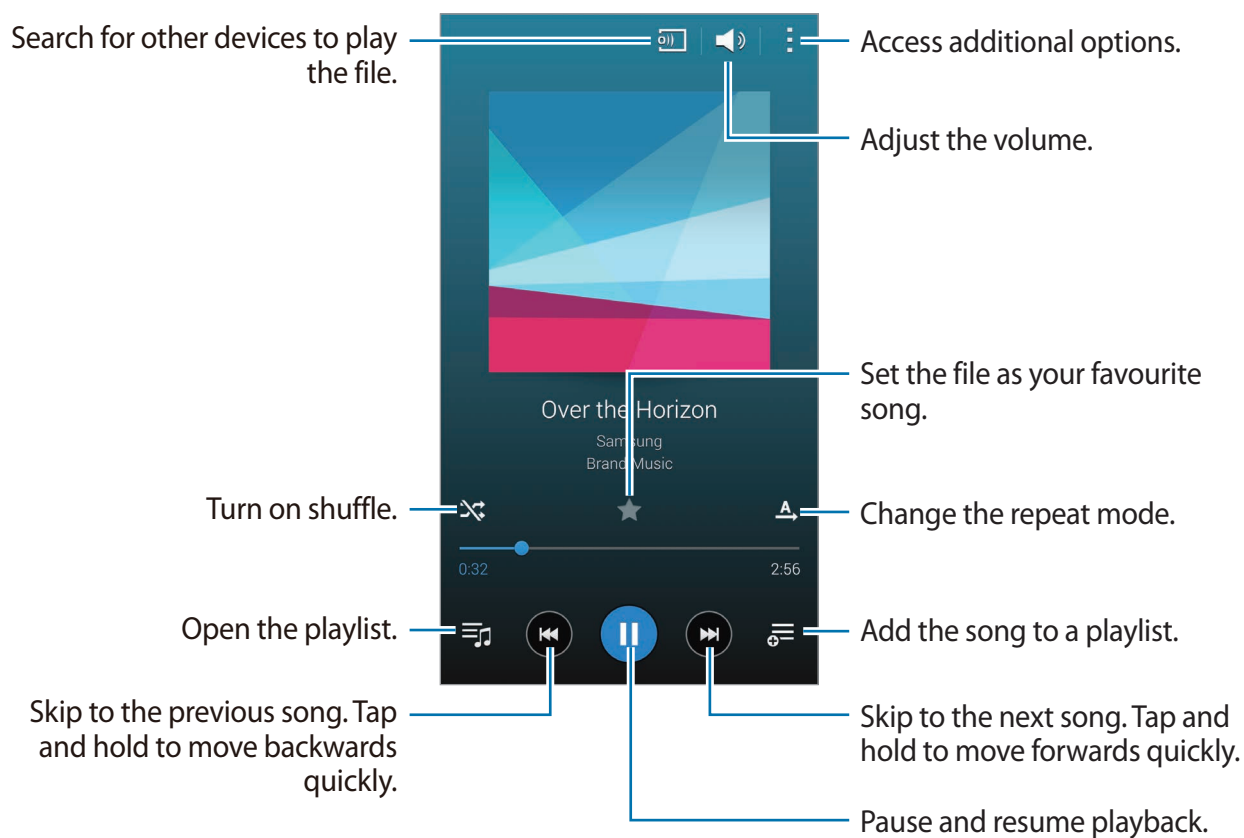 Search for other devices to play
the file.
Access additional options.
Adjust the volume.
Set the file as your favourite
song.
Over the Horizon
Samsung
Brand Music
Turn on shuffle.
A
Change the repeat mode.
0:32
2:56
Open the playlist.
Add the song to a playlist.
Skip to the previous song. Tap
and hold to move backwards
quickly.
Skip to the next song. Tap and
hold to move forwards quickly.
Pause and resume playback.